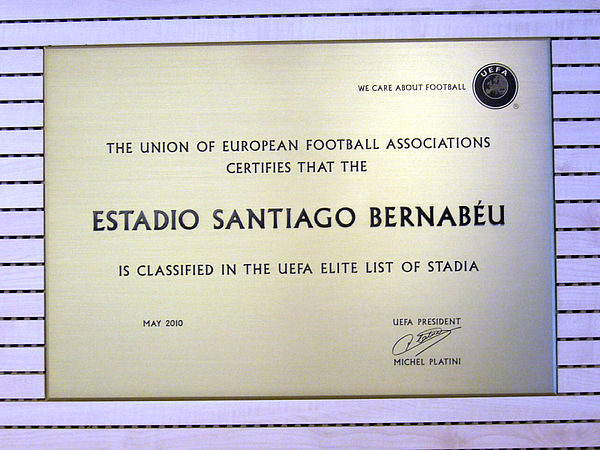 WE CARE ABOUT FOOTBALL
UEFA
®
THE UNION OF EUROPEAN FOOTBALL ASSOCIATIONS
CERTIFIES THAT THE
ESTADIO SANTIAGO BERNABÉU
IS CLASSIFIED IN THE UEFA ELITE LIST OF STADIA
MAY 2010
UEFA PRESIDENT
MICHEL PLATINI